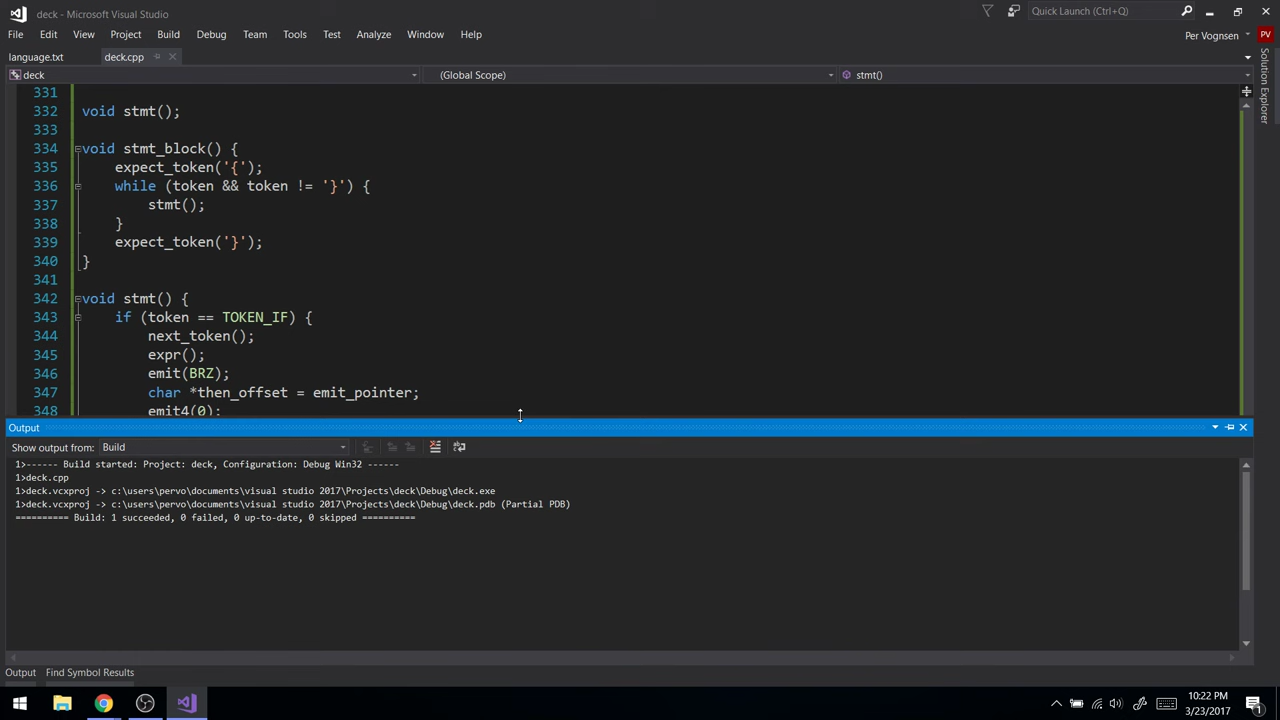 deck - Microsoft Visual Studio
Quick Launch (Ctrl+Q)
File Edit View Project Build Debug Team Tools Test Analyze Window Help
Per Vognsen PV
language.txt deck.cpp
deck (Global Scope) stmt()
Solution Explorer
331
332 void stmt();
333
334 void stmt_block() {
335 expect_token('{');
336 while (token && token != '}') {
337 stmt();
338 }
339 expect_token('}');
340 }
341
342 void stmt() {
343 if (token == TOKEN_IF) {
344 next_token();
345 expr();
346 emit(BRZ);
347 char *then_offset = emit_pointer;
348 emit4(0);
Output
Show output from: Build
1>------ Build started: Project: deck, Configuration: Debug Win32 ------
1>deck.cpp
1>deck.vcxproj -> c:\users\pervo\documents\visual studio 2017\Projects\deck\Debug\deck.exe
1>deck.vcxproj -> c:\users\pervo\documents\visual studio 2017\Projects\deck\Debug\deck.pdb (Partial PDB)
========== Build: 1 succeeded, 0 failed, 0 up-to-date, 0 skipped ==========
Output Find Symbol Results
10:22 PM
3/23/2017
1